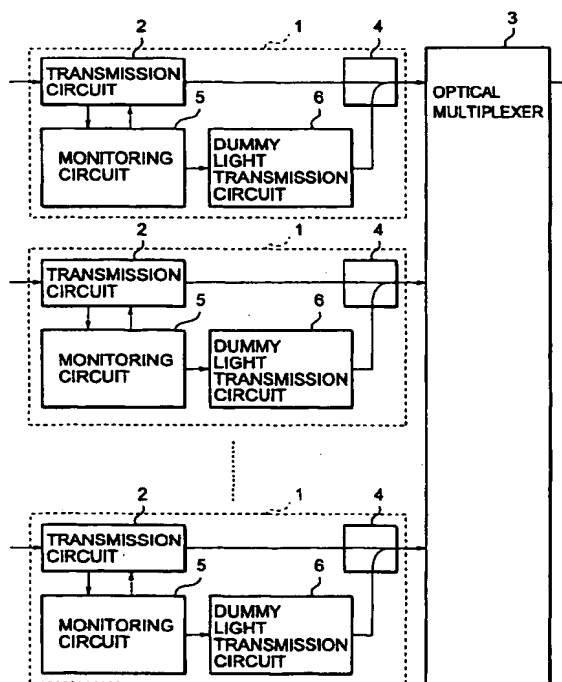 2 1 4 3
TRANSMISSION
CIRCUIT
5 6
MONITORING
CIRCUIT
DUMMY
LIGHT
TRANSMISSION
CIRCUIT
OPTICAL
MULTIPLEXER
2 1 4
TRANSMISSION
CIRCUIT
5 6
MONITORING
CIRCUIT
DUMMY
LIGHT
TRANSMISSION
CIRCUIT
2 1 4
TRANSMISSION
CIRCUIT
5 6
MONITORING
CIRCUIT
DUMMY
LIGHT
TRANSMISSION
CIRCUIT